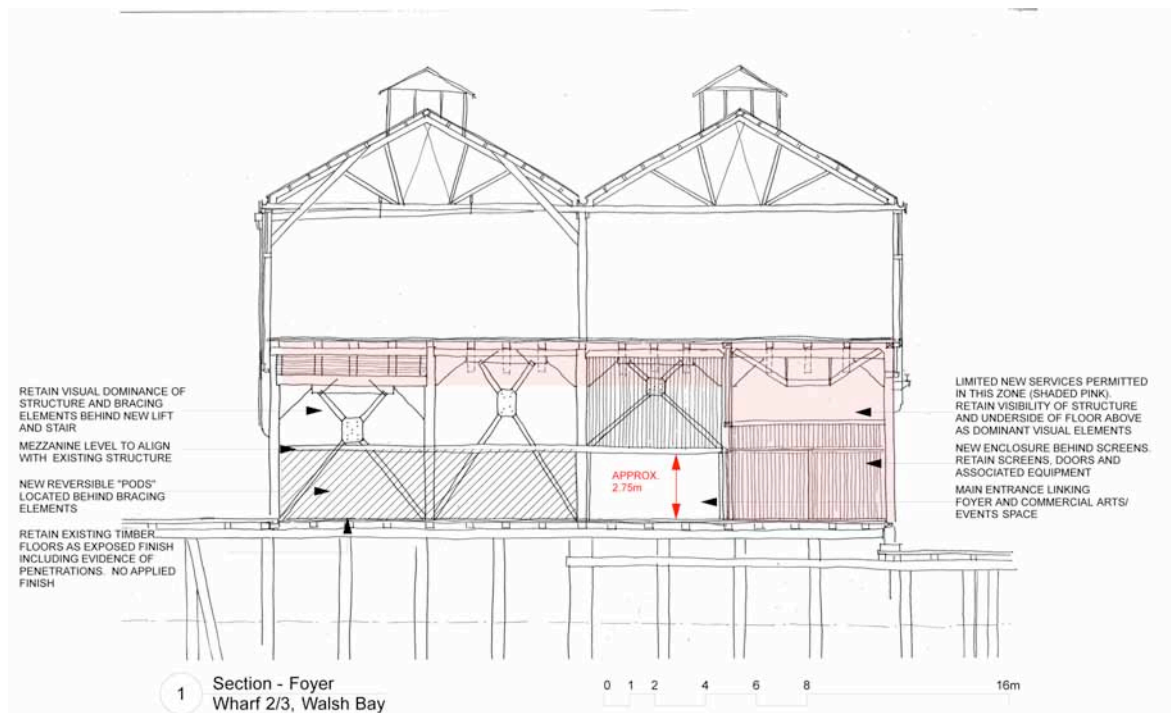 RETAIN VISUAL DOMINANCE OF
STRUCTURE AND BRACING
ELEMENTS BEHIND NEW LIFT
AND STAIR
MEZZANINE LEVEL TO ALIGN
WITH EXISTING STRUCTURE
NEW REVERSIBLE "PODS"
LOCATED BEHIND BRACING
ELEMENTS
RETAIN EXISTING TIMBER
FLOORS AS EXPOSED FINISH
INCLUDING EVIDENCE OF
PENETRATIONS. NO APPLIED
FINISH
APPROX.
2.75m
LIMITED NEW SERVICES PERMITTED
IN THIS ZONE (SHADED PINK).
RETAIN VISIBILITY OF STRUCTURE
AND UNDERSIDE OF FLOOR ABOVE
AS DOMINANT VISUAL ELEMENTS
NEW ENCLOSURE BEHIND SCREENS.
RETAIN SCREENS, DOORS AND
ASSOCIATED EQUIPMENT
MAIN ENTRANCE LINKING
FOYER AND COMMERCIAL ARTS/
EVENTS SPACE
1 Section - Foyer
Wharf 2/3, Walsh Bay
0 1 2 4 6 8 16m